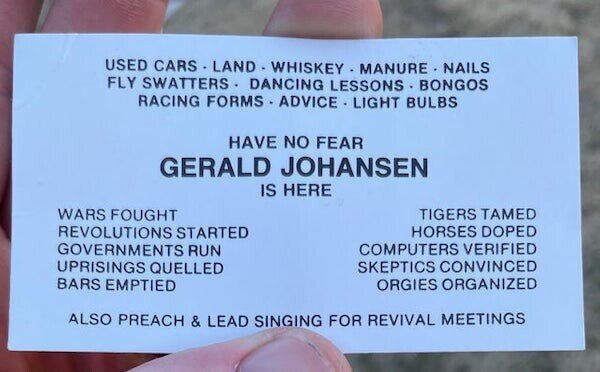 USED CARS · LAND · WHISKEY · MANURE · NAILS
FLY SWATTERS · DANCING LESSONS · BONGOS
RACING FORMS · ADVICE · LIGHT BULBS
HAVE NO FEAR
GERALD JOHANSEN
IS HERE
WARS FOUGHT
REVOLUTIONS STARTED
GOVERNMENTS RUN
UPRISINGS QUELLED
BARS EMPTIED
TIGERS TAMED
HORSES DOPED
COMPUTERS VERIFIED
SKEPTICS CONVINCED
ORGIES ORGANIZED
ALSO PREACH & LEAD SINGING FOR REVIVAL MEETINGS